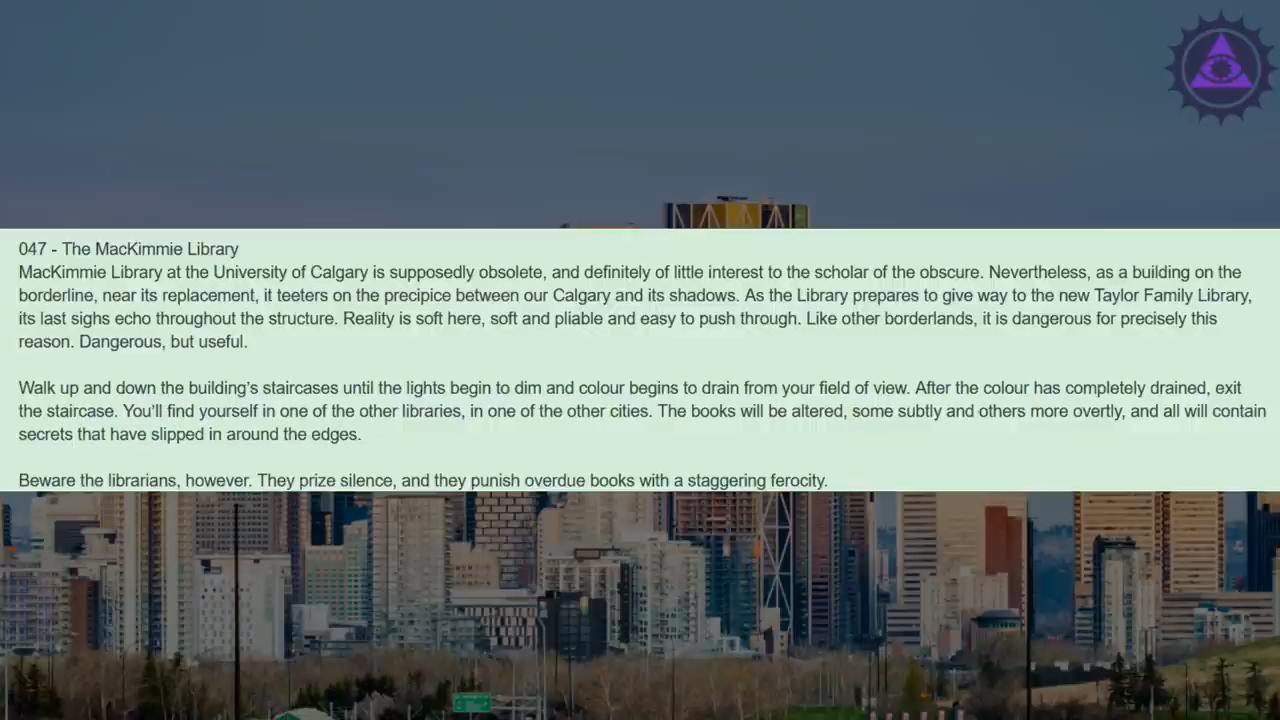 047 - The MacKimmie Library
MacKimmie Library at the University of Calgary is supposedly obsolete, and definitely of little interest to the scholar of the obscure. Nevertheless, as a building on the
borderline, near its replacement, it teeters on the precipice between our Calgary and its shadows. As the Library prepares to give way to the new Taylor Family Library,
its last sighs echo throughout the structure. Reality is soft here, soft and pliable and easy to push through. Like other borderlands, it is dangerous for precisely this
reason. Dangerous, but useful.
Walk up and down the building’s staircases until the lights begin to dim and colour begins to drain from your field of view. After the colour has completely drained, exit
the staircase. You’ll find yourself in one of the other libraries, in one of the other cities. The books will be altered, some subtly and others more overtly, and all will contain
secrets that have slipped in around the edges.
Beware the librarians, however. They prize silence, and they punish overdue books with a staggering ferocity.